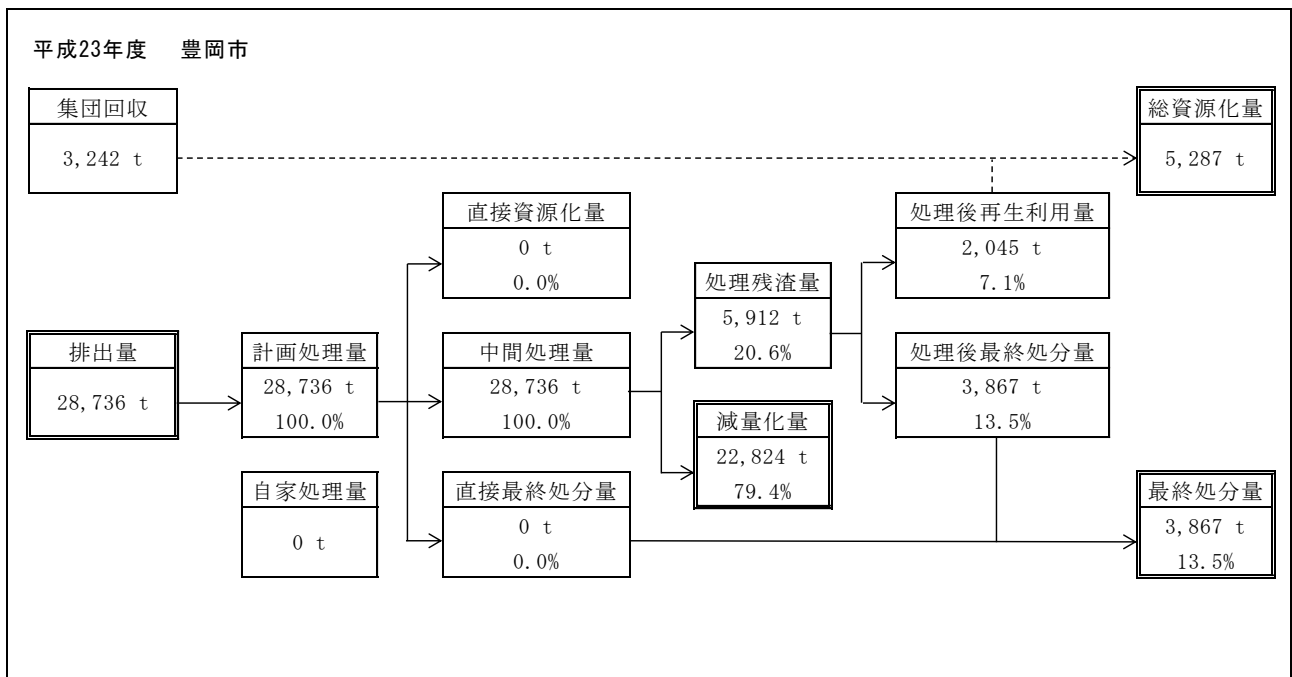 平成23年度　豊岡市
集団回収
3,242 t
総資源化量
5,287 t
直接資源化量
0 t
0.0%
処理後再生利用量
2,045 t
7.1%
処理残渣量
5,912 t
20.6%
排出量
28,736 t
計画処理量
28,736 t
100.0%
中間処理量
28,736 t
100.0%
処理後最終処分量
3,867 t
13.5%
減量化量
22,824 t
79.4%
自家処理量
0 t
直接最終処分量
0 t
0.0%
最終処分量
3,867 t
13.5%